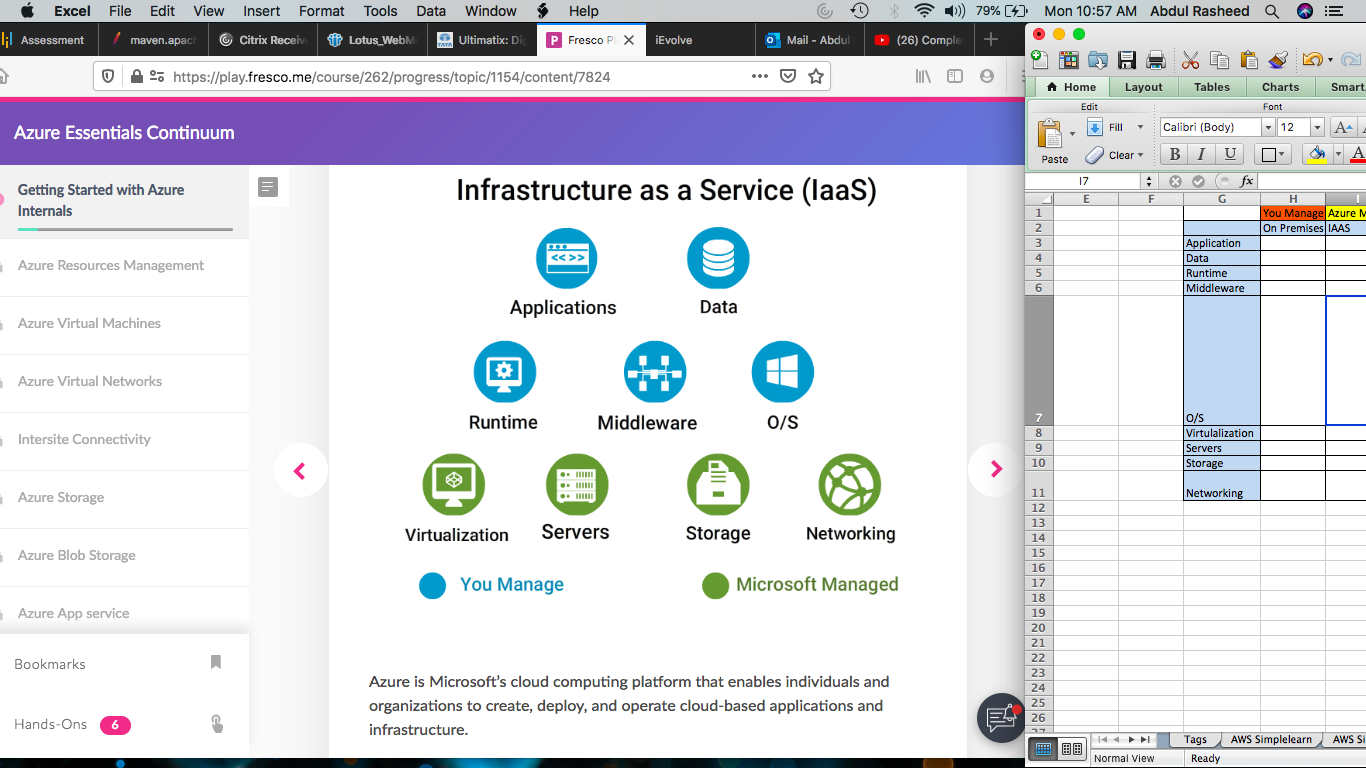 Excel File Edit View Insert Format Tools Data Window Help 79% Mon 10:57 AM Abdul Rasheed
Assessment maven.apac Citrix Receiv Lotus_WebM Ultimatix: Di Fresco P iEvolve Mail - Abdul (26) Comple
https://play.fresco.me/course/262/progress/topic/1154/content/7824
Azure Essentials Continuum
Getting Started with Azure
Internals
Azure Resources Management
Azure Virtual Machines
Azure Virtual Networks
Intersite Connectivity
Azure Storage
Azure Blob Storage
Azure App service
Bookmarks
Hands-Ons 6
Infrastructure as a Service (IaaS)
Applications Data
Runtime Middleware O/S
Virtualization Servers Storage Networking
You Manage Microsoft Managed
Azure is Microsoft's cloud computing platform that enables individuals and
organizations to create, deploy, and operate cloud-based applications and
infrastructure.
Home Layout Tables Charts Smart
Edit Font
Fill Calibri (Body) 12 A
Paste Clear B I U A
I7 fx
E F G H I
1 You Manage Azure M
2 On Premises IAAS
3 Application
4 Data
5 Runtime
6 Middleware
7 O/S
8 Virtulalization
9 Servers
10 Storage
11 Networking
12
13
14
15
16
17
18
19
20
21
22
23
24
25
26
27
Tags AWS Simplelearn AWS Si
Normal View Ready